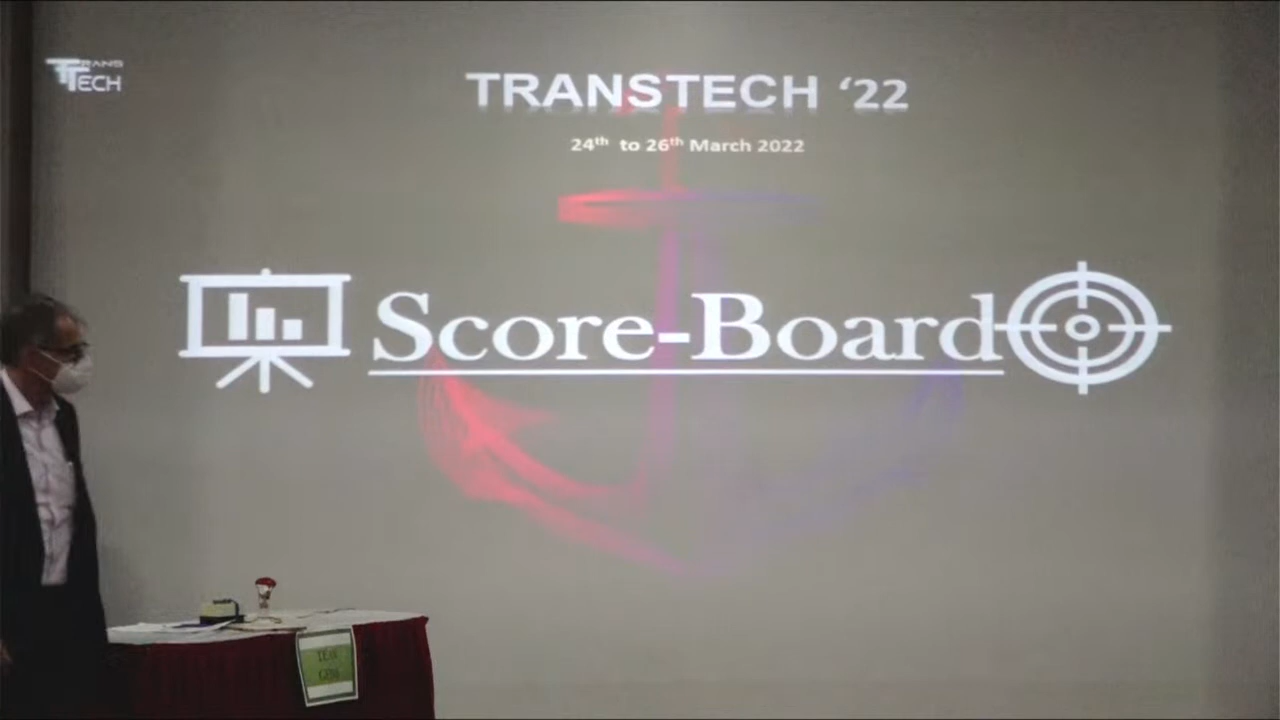 TRANS
TECH
TRANSTECH ‘22
24th to 26th March 2022
Score-Board